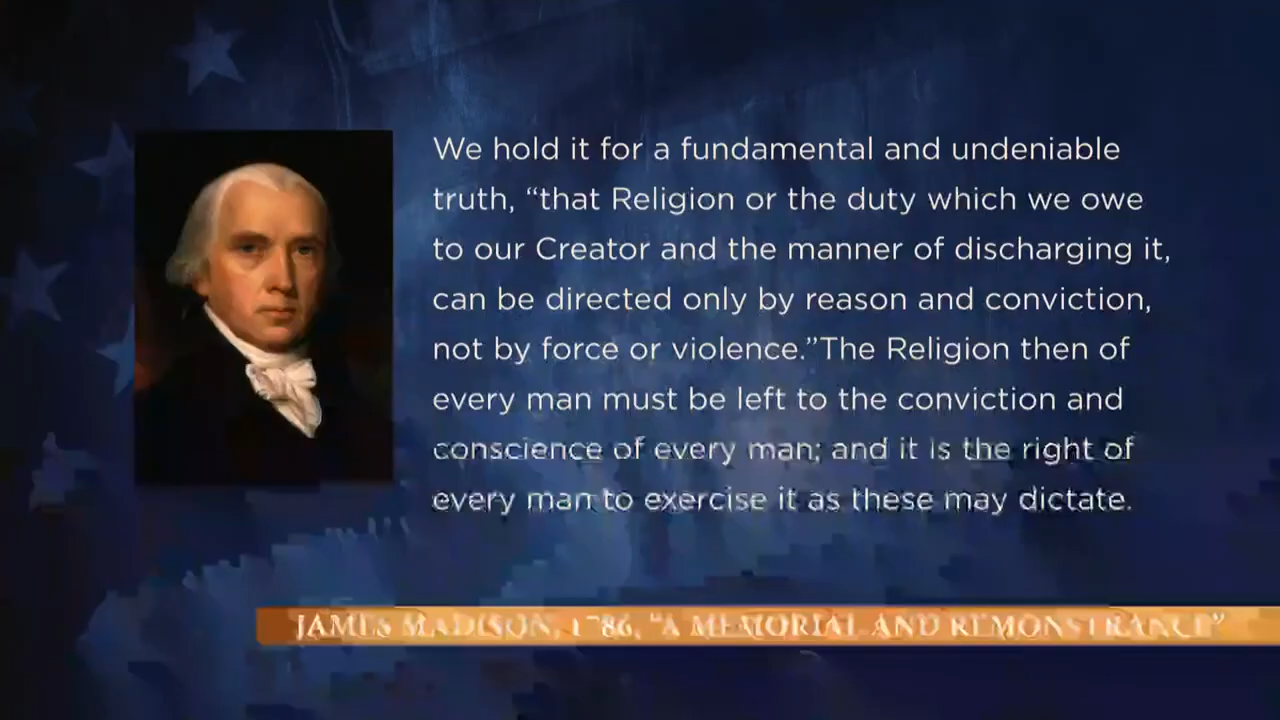 We hold it for a fundamental and undeniable
truth, “that Religion or the duty which we owe
to our Creator and the manner of discharging it,
can be directed only by reason and conviction,
not by force or violence.”The Religion then of
every man must be left to the conviction and
conscience of every man; and it is the right of
every man to exercise it as these may dictate.
JAMES MADISON, 1786, “A MEMORIAL AND REMONSTRANCE”